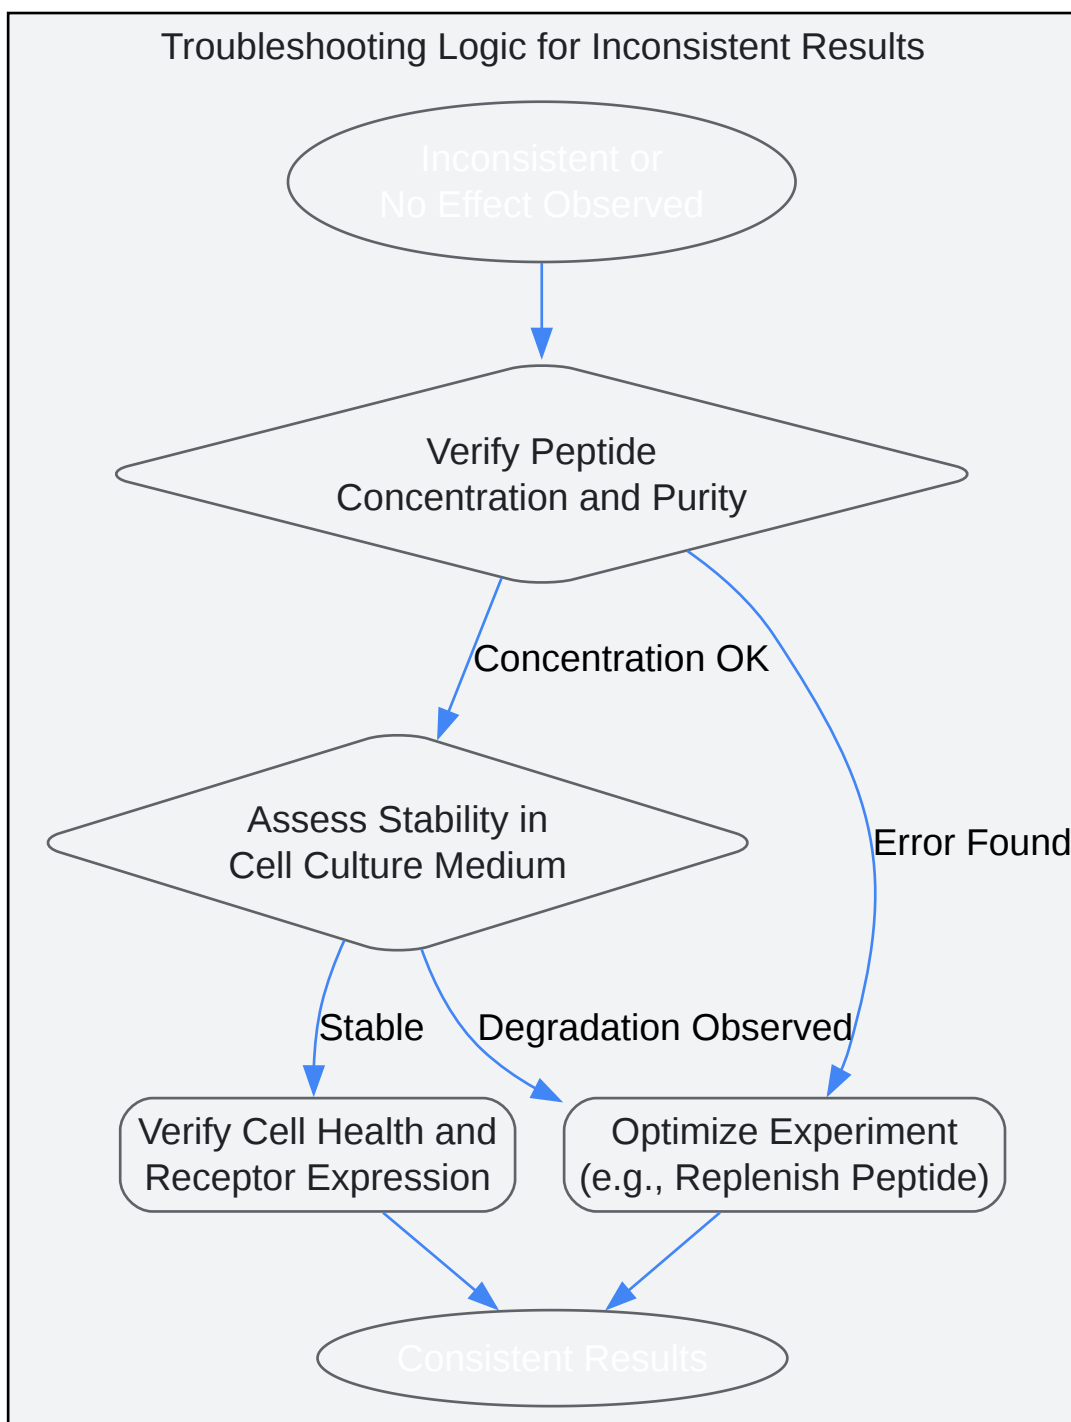 Troubleshooting Logic for Inconsistent Results
Inconsistent or
No Effect Observed
Verify Peptide
Concentration and Purity
Concentration OK
Assess Stability in
Cell Culture Medium
Error Found
Stable
Degradation Observed
Verify Cell Health and
Receptor Expression
Optimize Experiment
(e.g., Replenish Peptide)
Consistent Results